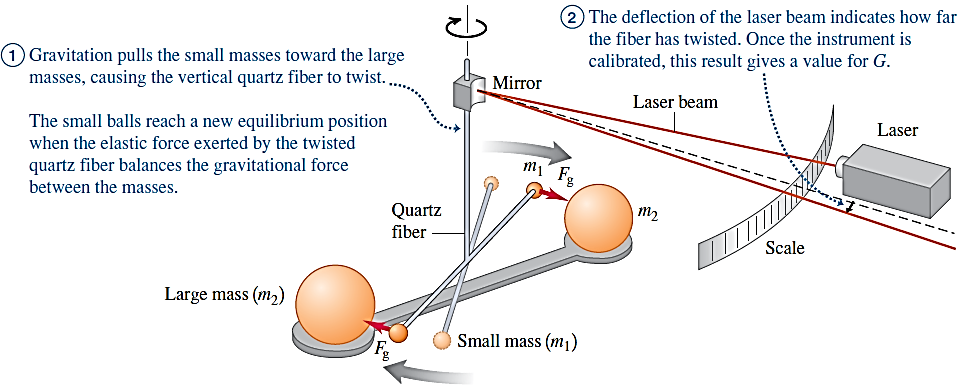 ① Gravitation pulls the small masses toward the large
masses, causing the vertical quartz fiber to twist.
The small balls reach a new equilibrium position
when the elastic force exerted by the twisted
quartz fiber balances the gravitational force
between the masses.
② The deflection of the laser beam indicates how far
the fiber has twisted. Once the instrument is
calibrated, this result gives a value for G.
Mirror
Laser beam
Laser
m₁
F_g
m₂
Quartz
fiber
Scale
Large mass (m₂)
F_g
Small mass (m₁)